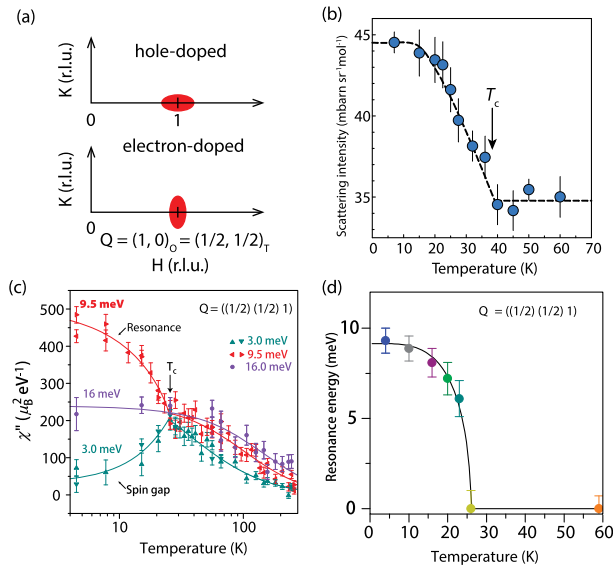 (a)
hole-doped
K (r.l.u.)
0
1
electron-doped
K (r.l.u.)
0
Q = (1, 0)O = (1/2, 1/2)T
H (r.l.u.)
(b)
45
40
35
Scattering intensity (mbarn sr⁻¹mol⁻¹)
Tc
0 10 20 30 40 50 60 70
Temperature (K)
(c)
9.5 meV
Q = ((1/2) (1/2) 1)
Resonance
3.0 meV
9.5 meV
16.0 meV
Tc
16 meV
3.0 meV
Spin gap
500
400
300
200
100
0
χ'' (μ²B eV⁻¹)
10 100
Temperature (K)
(d)
Q = ((1/2) (1/2) 1)
15
10
5
0
Resonance energy (meV)
0 10 20 30 40 50 60
Temperature (K)